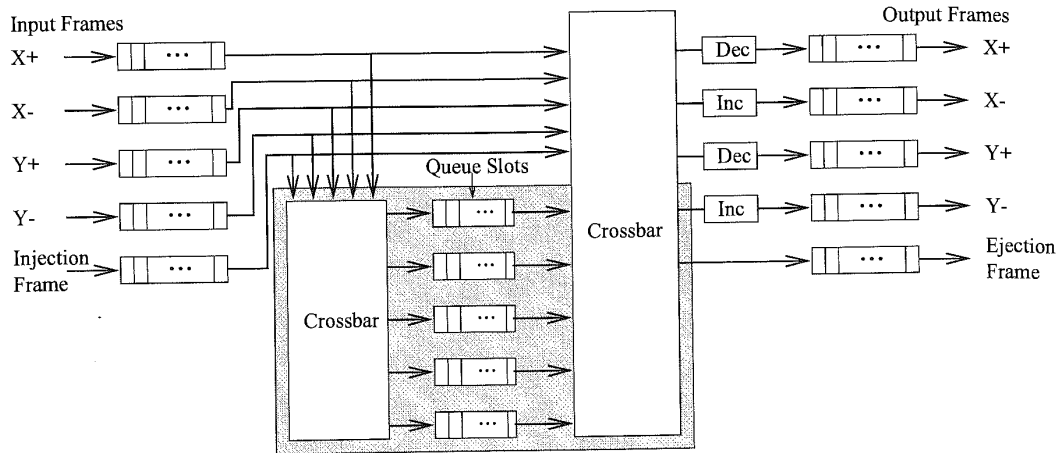 Input Frames
Output Frames
X+
...
Dec
...
X+
X-
...
Inc
...
X-
Y+
...
Dec
...
Y+
Queue Slots
Y-
...
...
Inc
...
Y-
Crossbar
Injection
Frame
...
...
...
Ejection
Frame
Crossbar
...
...
...